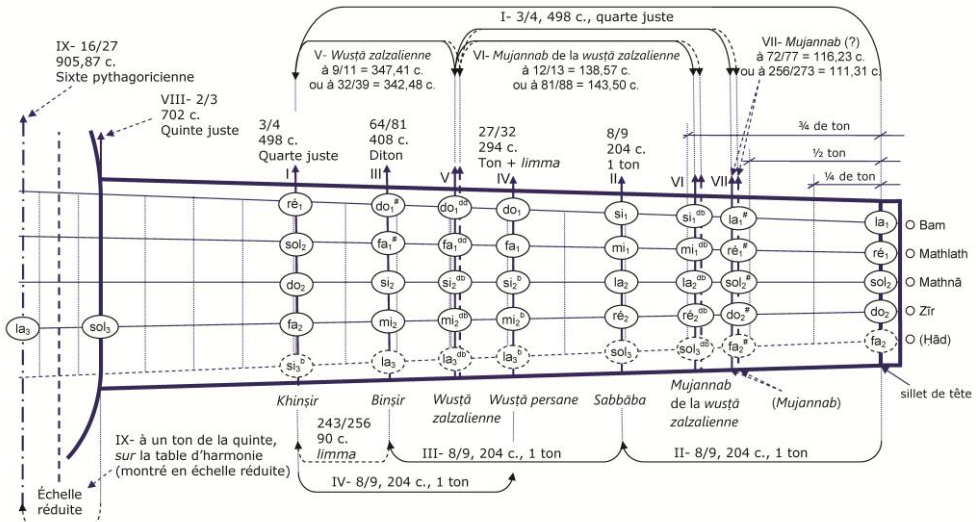 I- 3/4, 498 c., quarte juste
IX- 16/27
905,87 c.
Sixte pythagoricienne
V- Wusṭā zalzalienne
à 9/11 = 347,41 c.
ou à 32/39 = 342,48 c.
VI- Mujannab de la wusṭā zalzalienne
à 12/13 = 138,57 c.
ou à 81/88 = 143,50 c.
VII- Mujannab (?)
à 72/77 = 116,23 c.
ou à 256/273 = 111,31 c.
VIII- 2/3
702 c.
Quinte juste
3/4
498 c.
Quarte juste
64/81
408 c.
Diton
27/32
294 c.
Ton + limma
8/9
204 c.
1 ton
¾ de ton
½ ton
¼ de ton
I III V IV II VI VII
ré1 do1# do1dd do1 si1 si1db la1# la1 Bam
sol2 fa1# fa1dd fa1 mi1 mi1db ré1# ré1 Mathlath
do2 si2 si2db si2b la2 la2db sol2# sol2 Mathnā
la3 sol3 fa2 mi2 mi2db mi2b ré2 ré2db do2# do2 Zīr
si3b la3 la3db la3b sol3 sol3db fa2# fa2 (Ḥād)
Khinṣir Binṣir Wusṭā zalzalienne Wusṭā persane Sabbāba Mujannab de la wusṭā zalzalienne (Mujannab) sillet de tête
243/256
90 c.
limma
IX- à un ton de la quinte,
sur la table d'harmonie
(montré en échelle réduite)
III- 8/9, 204 c., 1 ton
II- 8/9, 204 c., 1 ton
IV- 8/9, 204 c., 1 ton
Échelle
réduite